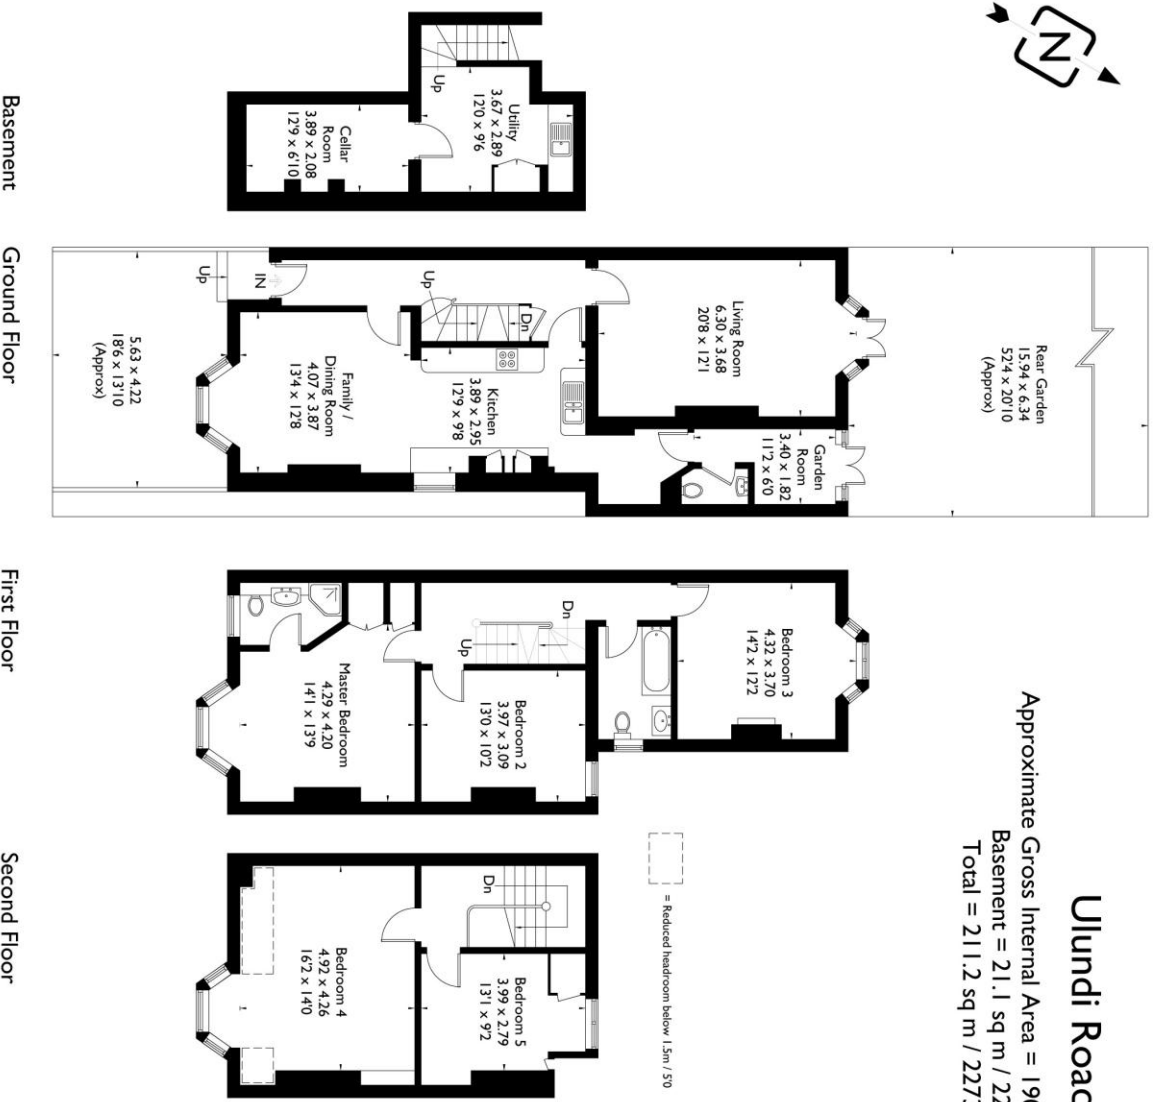 Ulundi Road
Approximate Gross Internal Area =
Basement = 21.1 sq m /
Total = 211.2 sq m /
N
= Reduced headroom below 1.5m / 5'0
Rear Garden
15.94 x 6.34
52'4 x 20'10
(Approx)
Garden
Room
3.40 x 1.82
11'2 x 6'0
Living Room
6.30 x 3.68
20'8 x 12'1
Kitchen
3.89 x 2.95
12'9 x 9'8
Dn
Up
Family /
Dining Room
4.07 x 3.87
13'4 x 12'8
IN
Up
5.63 x 4.22
18'6 x 13'10
(Approx)
Utility
3.67 x 2.89
12'0 x 9'6
Up
Cellar
Room
3.89 x 2.08
12'9 x 6'10
Bedroom 3
4.32 x 3.70
14'2 x 12'2
Dn
Up
Bedroom 2
3.97 x 3.09
13'0 x 10'2
Master Bedroom
4.29 x 4.20
14'1 x 13'9
Dn
Bedroom 5
3.99 x 2.79
13'1 x 9'2
Bedroom 4
4.92 x 4.26
16'2 x 14'0
Basement
Ground Floor
First Floor
Second Floor